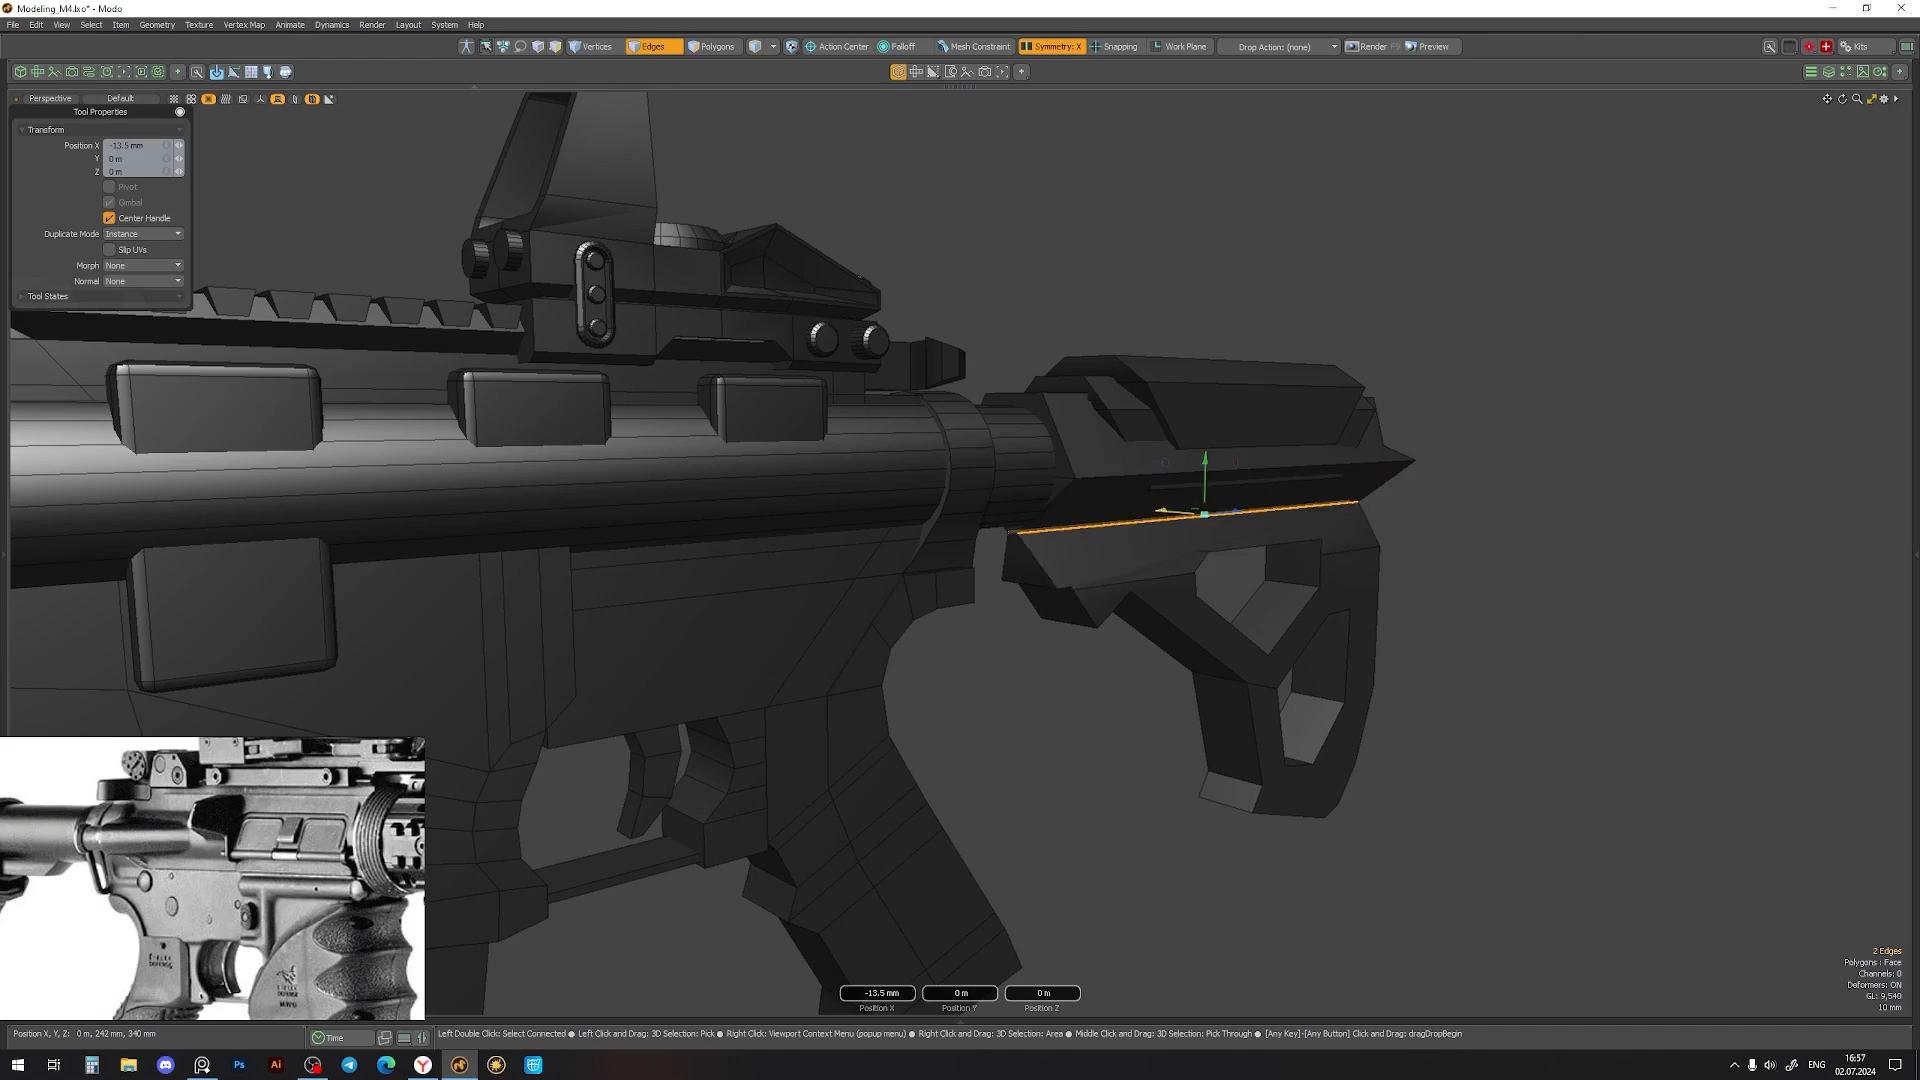 Modeling_M4.lxo* - Modo
File Edit View Select Item Geometry Texture Vertex Map Animate Dynamics Render Layout System Help
Vertices Edges Polygons Action Center Falloff Mesh Constraint Symmetry: X Snapping Work Plane Drop Action: (none) Render Preview Kits
Perspective Default
Tool Properties
Transform
Position X -13.5 mm
Y 0 m
Z 0 m
Pivot
Gimbal
Center Handle
Duplicate Mode Instance
Slip UVs
Morph None
Normal None
Tool States
2 Edges
Polygons : Face
Channels: 0
Deformers: ON
GL: 9,540
10 mm
-13.5 mm 0 m 0 m
Position X Position Y Position Z
Position X, Y, Z: 0 m, 242 mm, 340 mm
Time
Left Double Click: Select Connected ● Left Click and Drag: 3D Selection: Pick ● Right Click: Viewport Context Menu (popup menu) ● Right Click and Drag: 3D Selection: Area ● Middle Click and Drag: 3D Selection: Pick Through ● [Any Key]-[Any Button] Click and Drag: dragDropBegin
Ps Ai
ENG
16:57
02.07.2024